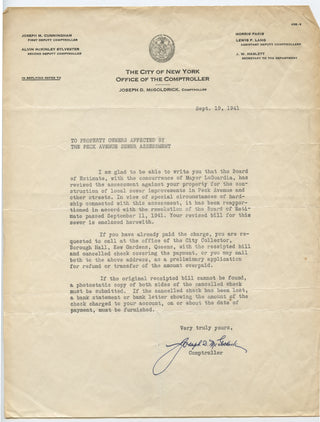 JOSEPH M. CUNNINGHAM
FIRST DEPUTY COMPTROLLER
ALVIN McKINLEY SYLVESTER
SECOND DEPUTY COMPTROLLER
IN REPLYING REFER TO
MORRIS PARIS
LEWIS F. LANG
ASSISTANT DEPUTY COMPTROLLERS
J. W. HASLETT
SECRETARY TO THE DEPARTMENT
THE CITY OF NEW YORK
OFFICE OF THE COMPTROLLER
JOSEPH D. McGOLDRICK, COMPTROLLER
Sept. 19, 1941
TO PROPERTY OWNERS AFFECTED BY
THE PECK AVENUE SEWER ASSESSMENT
I am glad to be able to write you that the Board
of Estimate, with the concurrence of Mayor LaGuardia, has
revised the assessment against your property for the con-
struction of local sewer improvements in Peck Avenue and
other streets. In view of special circumstances of hard-
ship connected with this assessment, it has been reappor-
tioned in accord with the resolution of the Board of Esti-
mate passed September 11, 1941. Your revised bill for this
sewer is enclosed herewith.
If you have already paid the charge, you are re-
quested to call at the office of the City Collector,
Borough Hall, Kew Gardens, Queens, with the receipted bill
and cancelled check covering the payment, or you may mail
both to the above address, as a preliminary application
for refund or transfer of the amount overpaid.
If the original receipted bill cannot be found,
a photostatic copy of both sides of the cancelled check
must be submitted. If the cancelled check has been lost,
a bank statement or bank letter showing the amount of the
check charged to your account, on or about the date of
payment, must be furnished.
Very truly yours,
Joseph D. McGoldrick
Comptroller